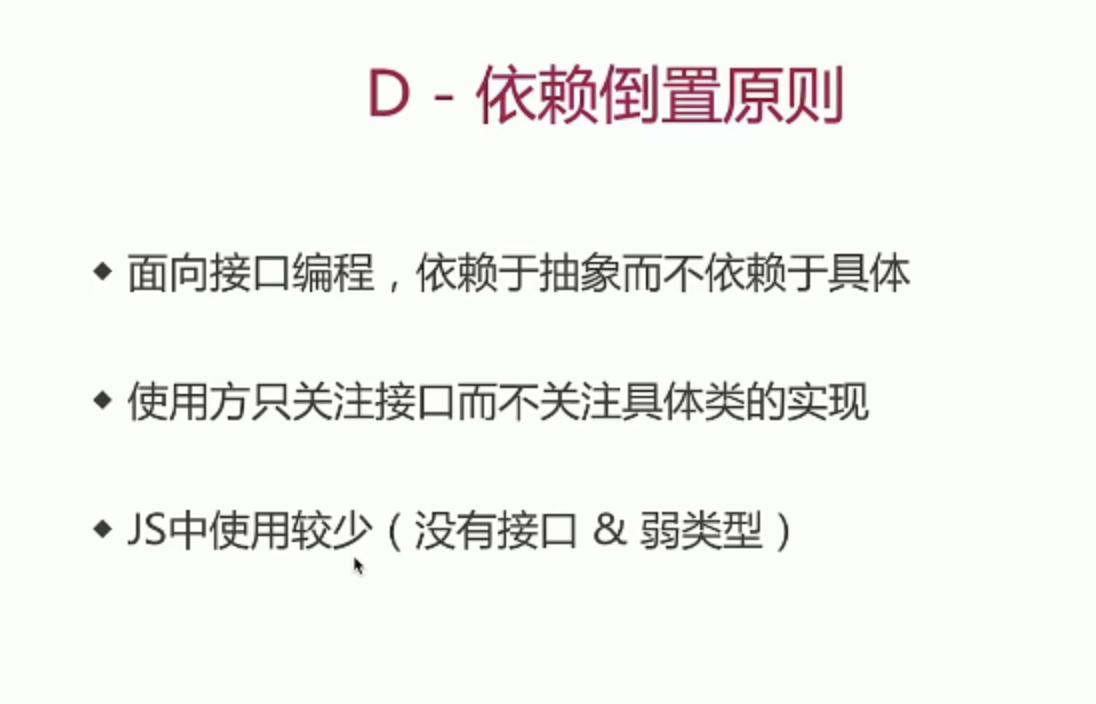 D - 依赖倒置原则
◆ 面向接口编程，依赖于抽象而不依赖于具体
◆ 使用方只关注接口而不关注具体类的实现
◆ JS中使用较少（没有接口 & 弱类型）